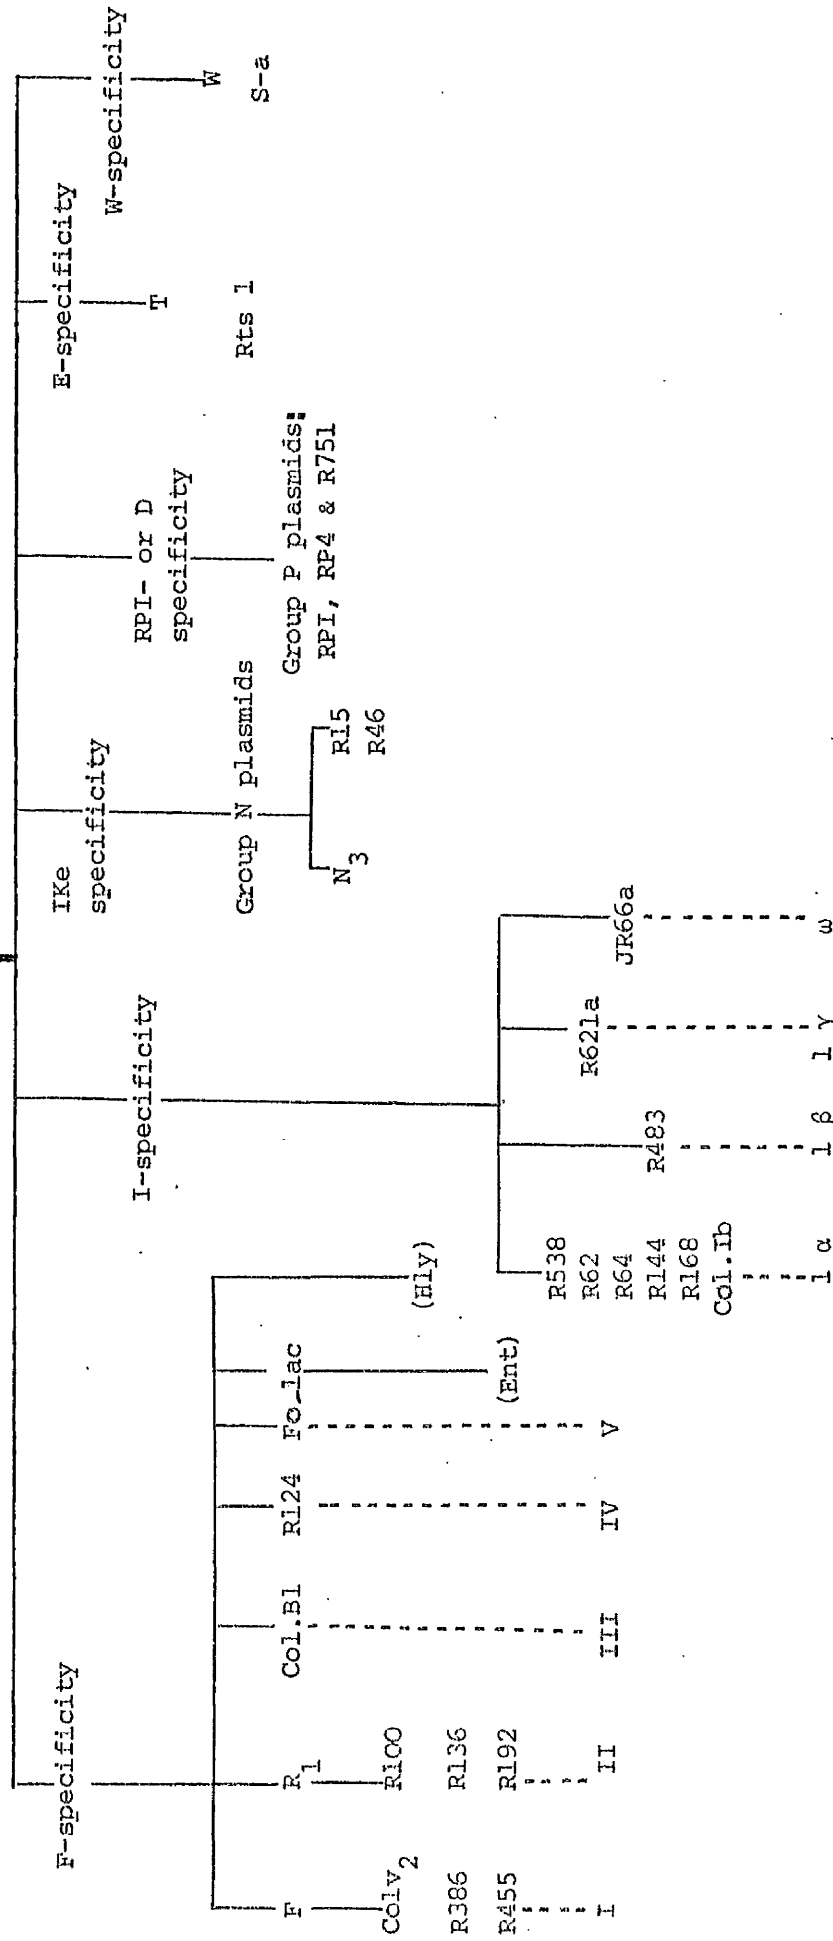 F-specificity
I-specificity
IKe
specificity
RPI- or D
specificity
E-specificity
W-specificity
F
Colv2
R386
R455
I
R1
R100
R136
R192
II
Col.B1
III
R124
IV
Fo_lac
V
(Ent)
(Hly)
R538
R62
R64
R144
R168
Col.Ib
1 α
R483
1 β
R621a
1 γ
JR66a
ω
Group N plasmids
N3
R15
R46
Group P plasmids:
RPI, RP4 & R751
T
Rts 1
W
S-a